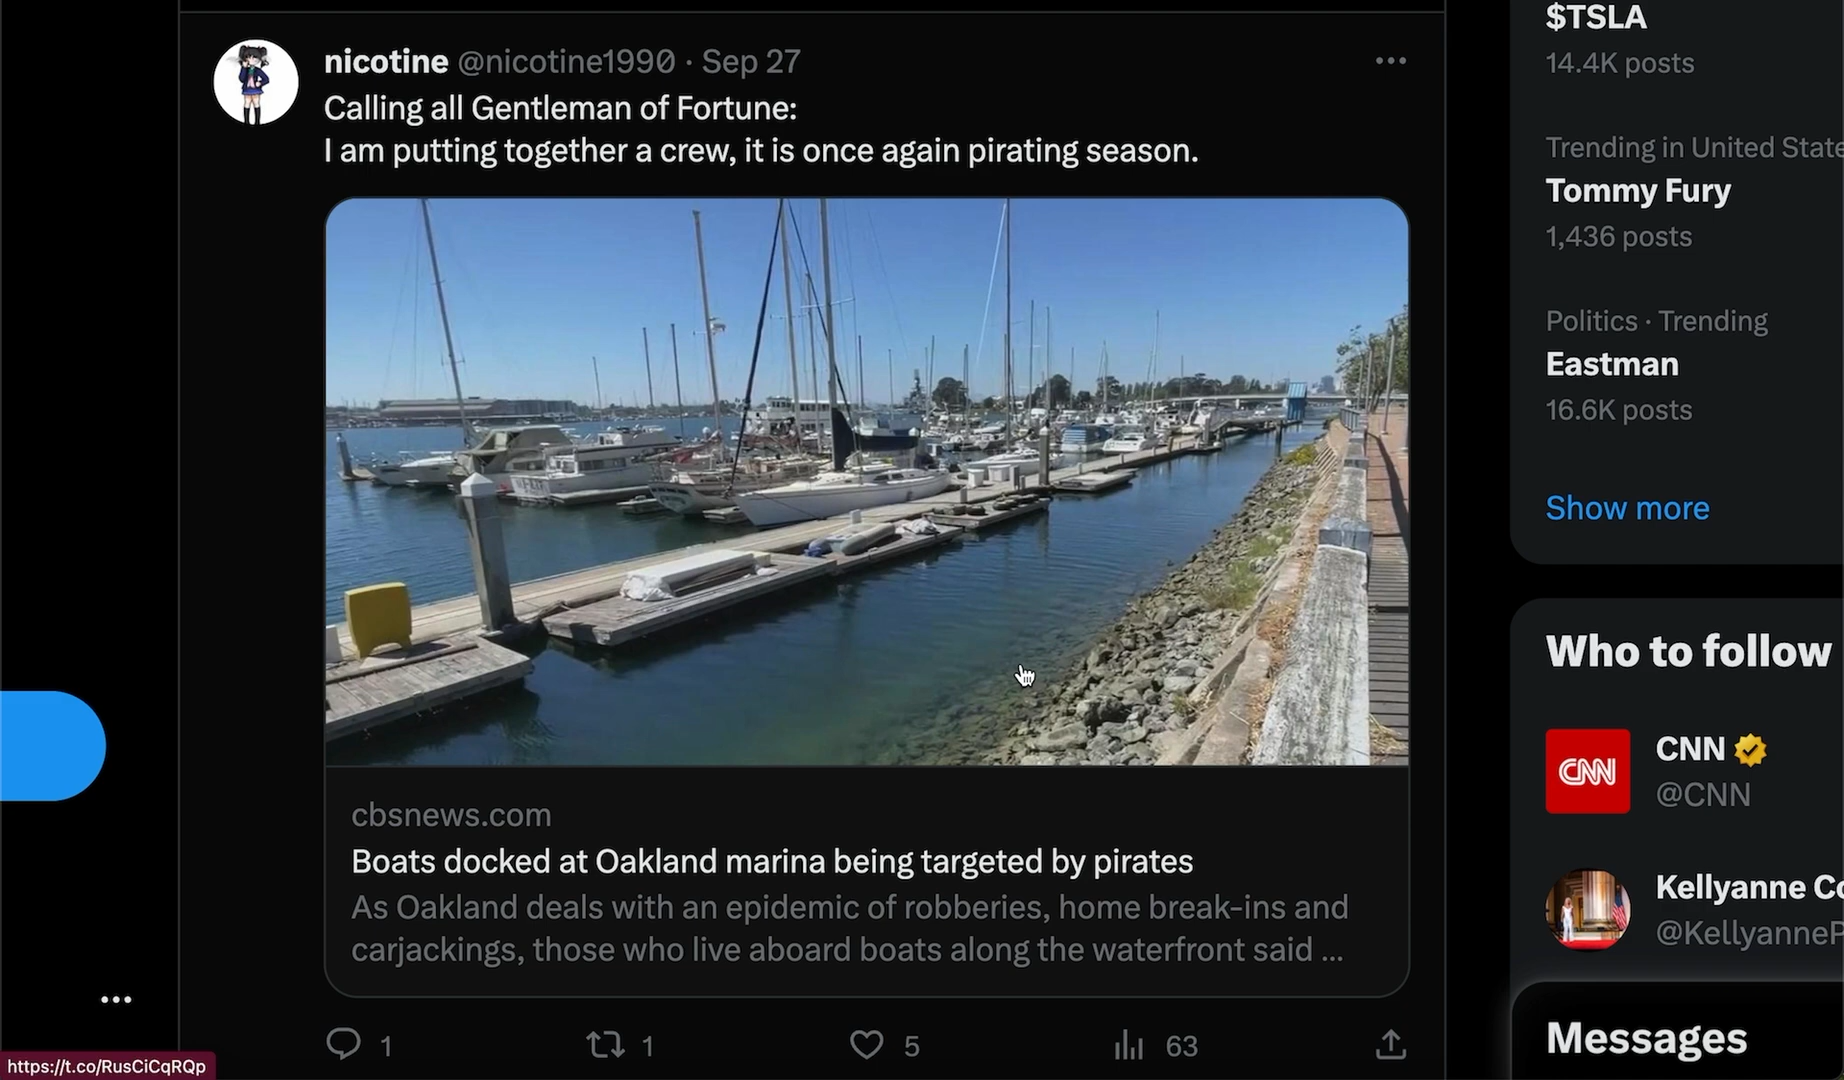 nicotine @nicotine1990 · Sep 27
Calling all Gentleman of Fortune:
I am putting together a crew, it is once again pirating season.
cbsnews.com
Boats docked at Oakland marina being targeted by pirates
As Oakland deals with an epidemic of robberies, home break-ins and
carjackings, those who live aboard boats along the waterfront said ...
1
1
5
63
https://t.co/RusCiCqRQp
$TSLA
14.4K posts
Trending in United State
Tommy Fury
1,436 posts
Politics · Trending
Eastman
16.6K posts
Show more
Who to follow
CNN
CNN
@CNN
Kellyanne Co
@KellyanneP
Messages